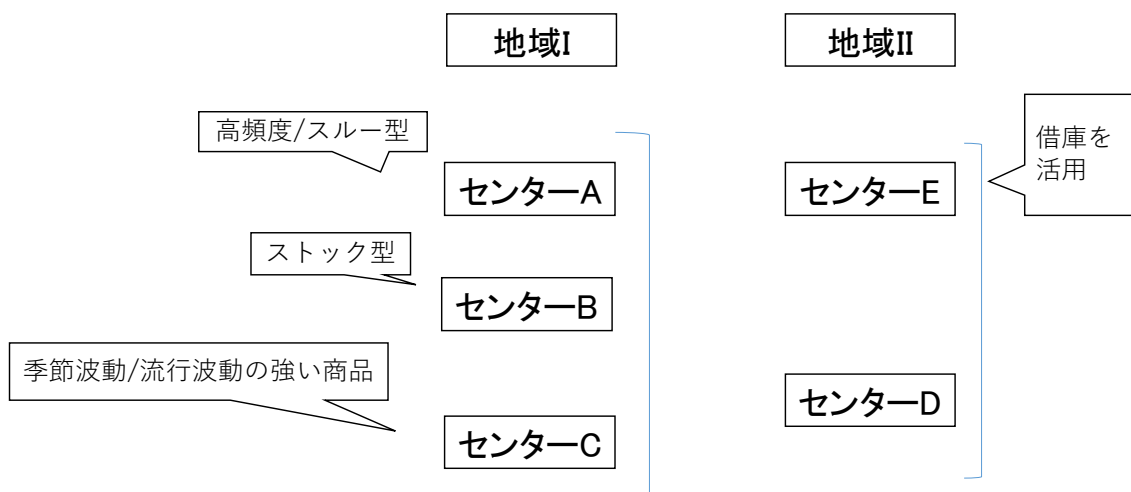 地域I
地域II
高頻度/スルー型
センターA
ストック型
センターB
季節波動/流行波動の強い商品
センターC
借庫を
活用
センターE
センターD